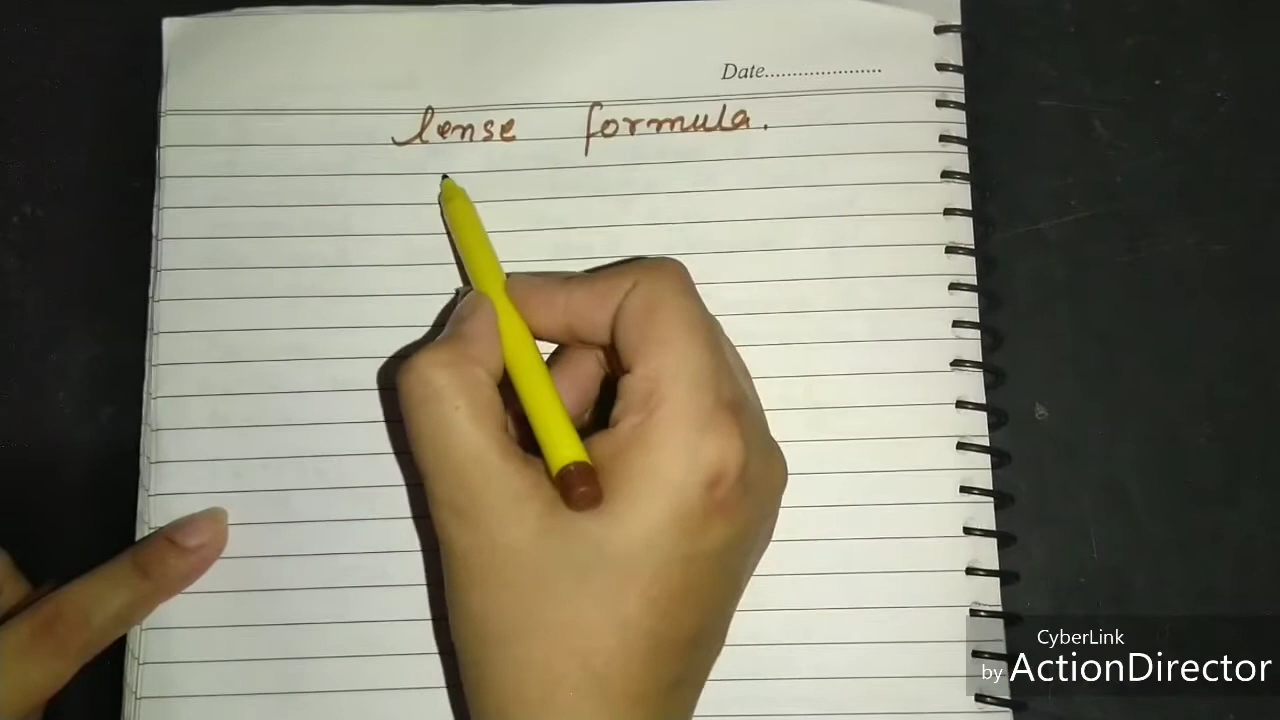 Date.....................
lense formula.
CyberLink
by ActionDirector